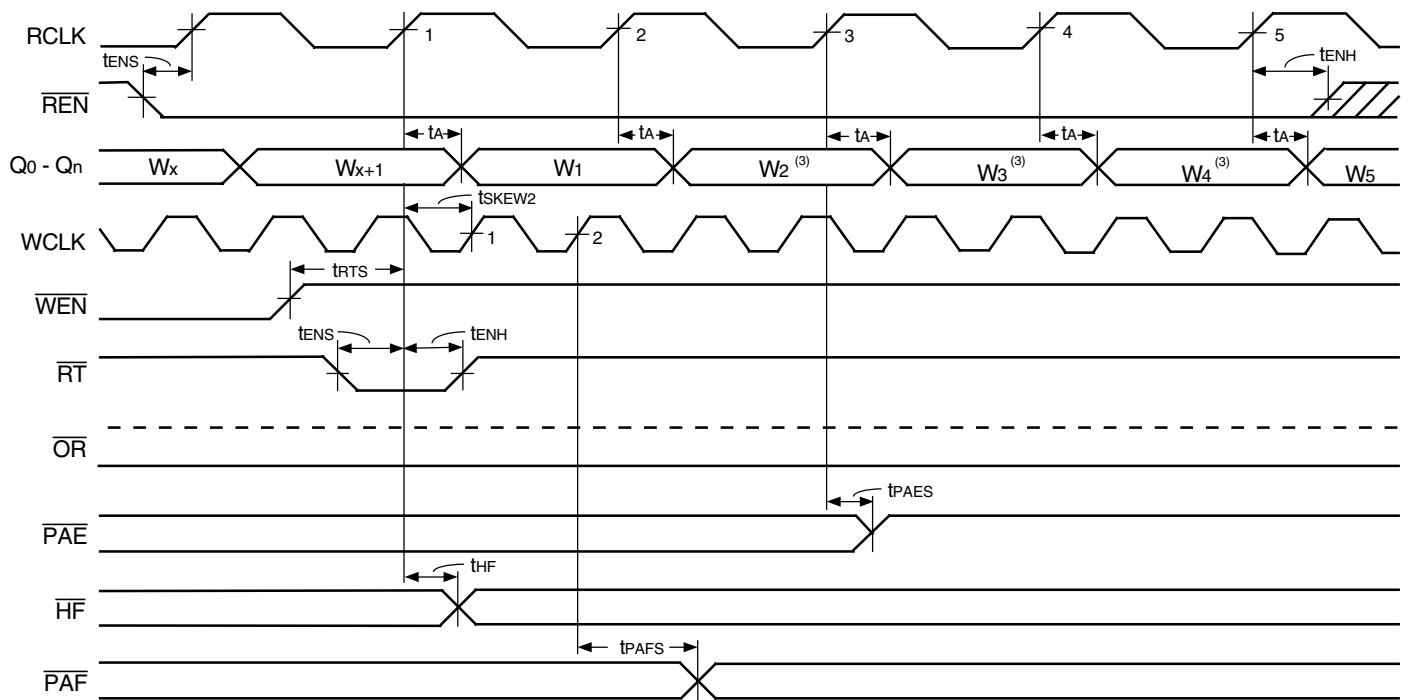 RCLK
1
2
3
4
5
tENS
tENH
REN
tA
tA
tA
tA
tA
Q0 - Qn
Wx
Wx+1
W1
W2 (3)
W3 (3)
W4 (3)
W5
tSKEW2
WCLK
1
2
tRTS
WEN
tENS
tENH
RT
OR
tPAES
PAE
tHF
HF
tPAFS
PAF